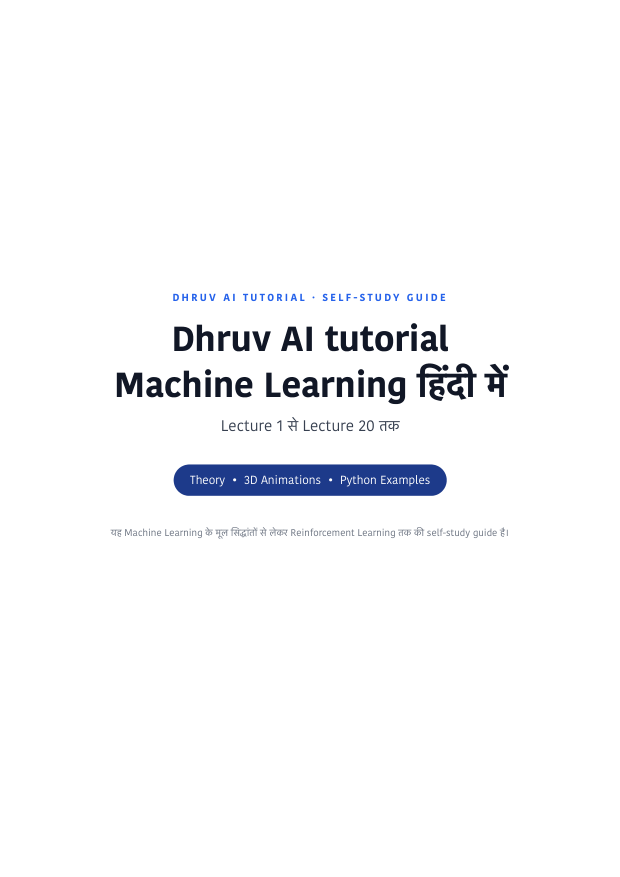 DHRUV AI TUTORIAL · SELF-STUDY GUIDE
Dhruv AI tutorial
Machine Learning हिंदी में
Lecture 1 से Lecture 20 तक
Theory • 3D Animations • Python Examples
यह Machine Learning के मूल सिद्धांतों से लेकर Reinforcement Learning तक की self-study guide है।